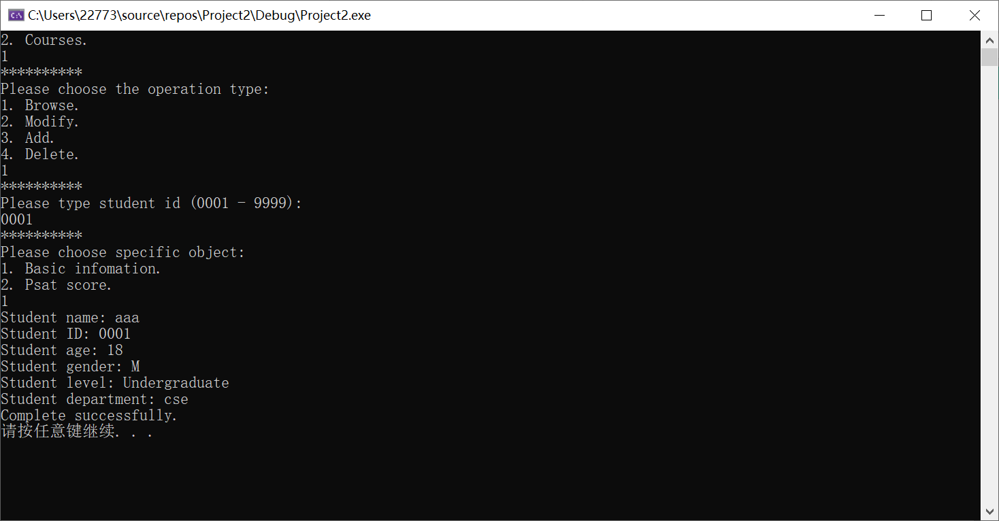 C:\Users\22773\source\repos\Project2\Debug\Project2.exe
2. Courses.
1
**********
Please choose the operation type:
1. Browse.
2. Modify.
3. Add.
4. Delete.
1
**********
Please type student id (0001 - 9999):
0001
**********
Please choose specific object:
1. Basic infomation.
2. Psat score.
1
Student name: aaa
Student ID: 0001
Student age: 18
Student gender: M
Student level: Undergraduate
Student department: cse
Complete successfully.
请按任意键继续. . .